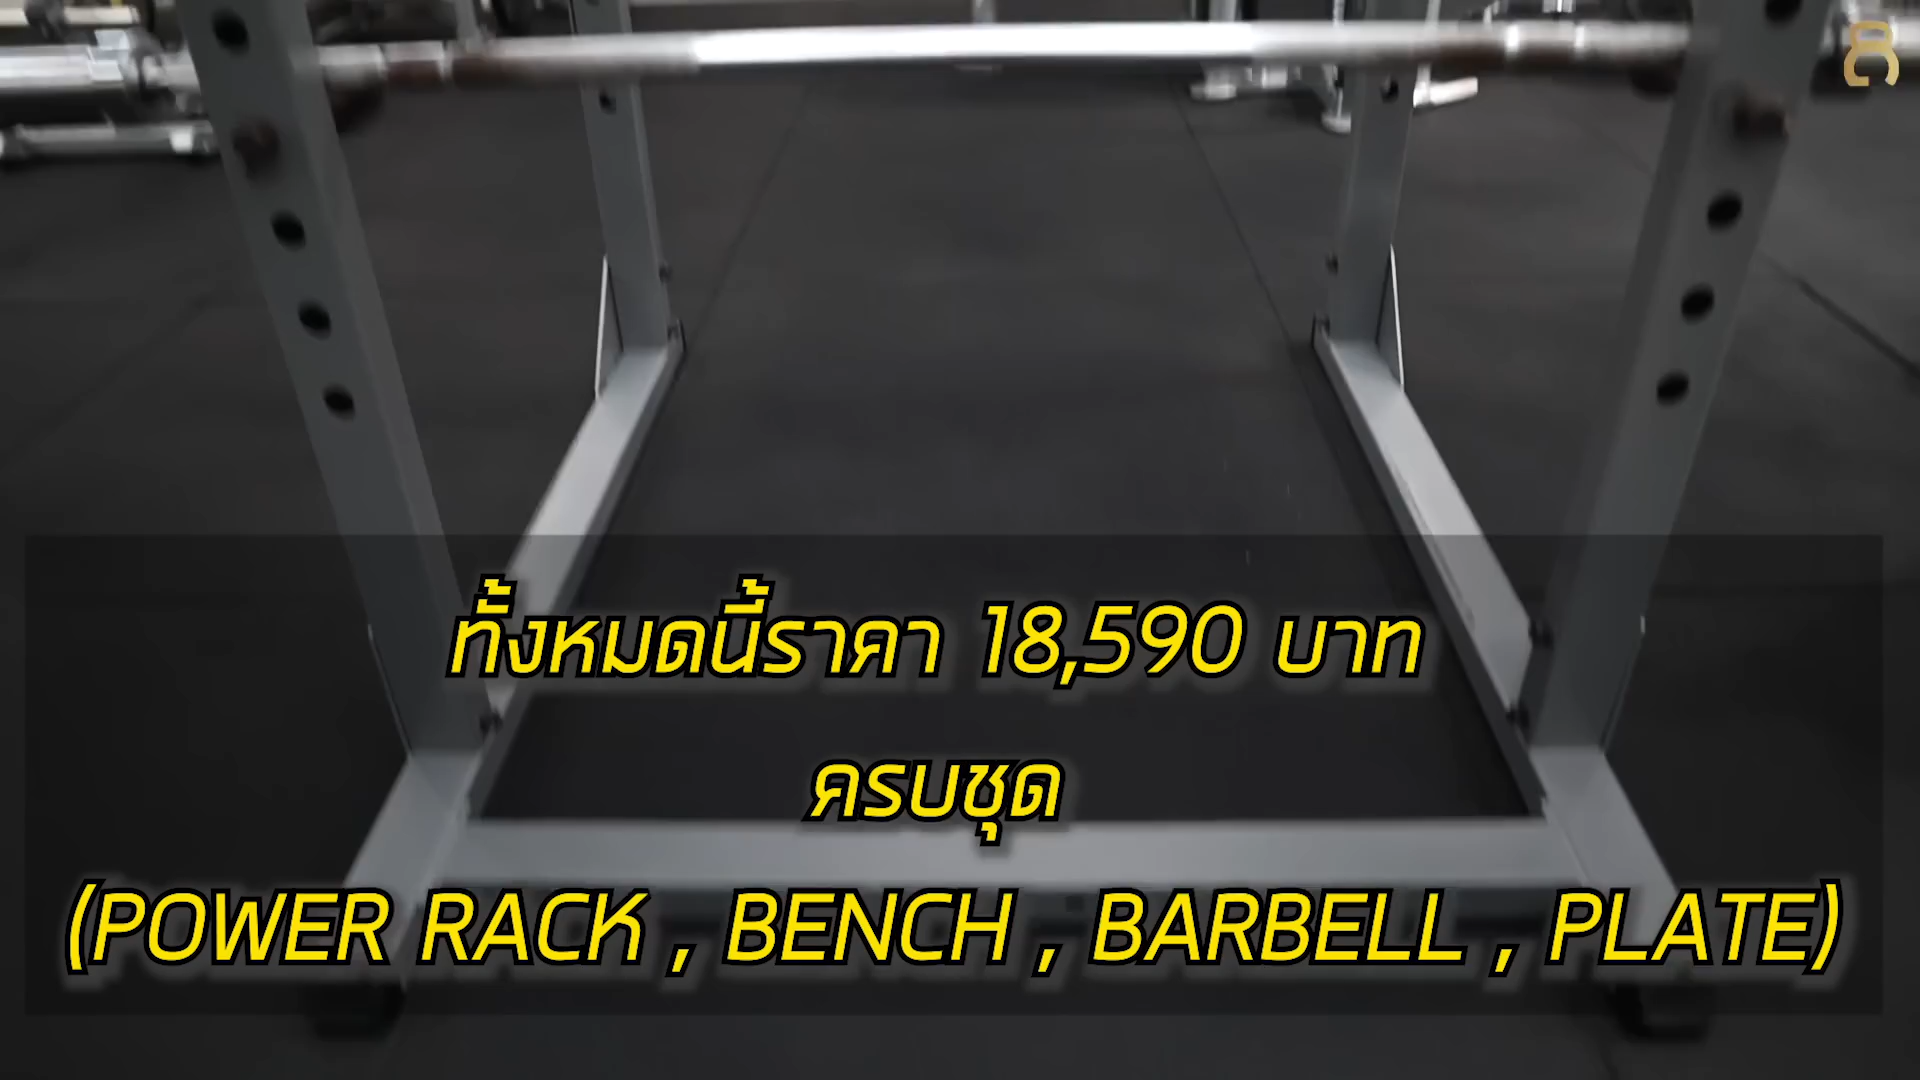 ทั้งหมดนี้ราคา 18,590 บาท
ครบชุด
(POWER RACK , BENCH , BARBELL , PLATE)